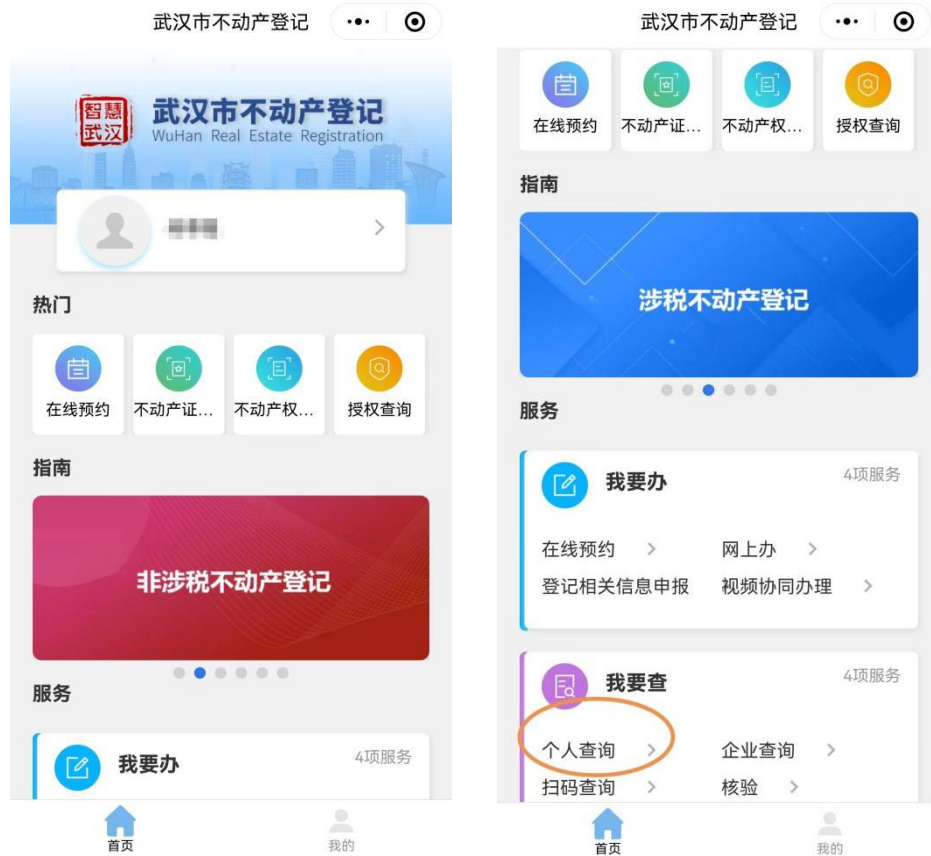 武汉市不动产登记
智慧
武汉
武汉市不动产登记
WuHan Real Estate Registration
热门
在线预约 不动产证... 不动产权... 授权查询
指南
非涉税不动产登记
服务
我要办 4项服务
首页 我的
武汉市不动产登记
在线预约 不动产证... 不动产权... 授权查询
指南
涉税不动产登记
服务
我要办 4项服务
在线预约 网上办
登记相关信息申报 视频协同办理
我要查 4项服务
个人查询 企业查询
扫码查询 核验
首页 我的